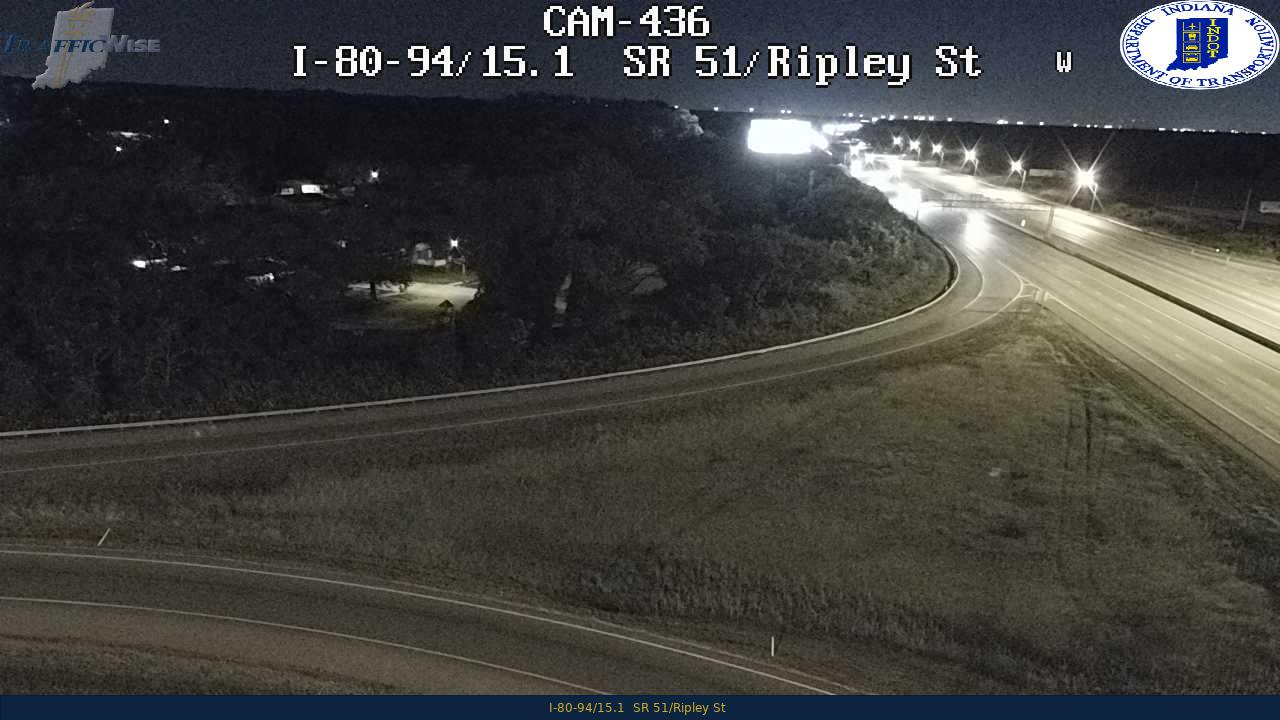 CAM-436
I-80-94/15.1 SR 51/Ripley St W
TRAFFICWISE
INDIANA
DEPARTMENT OF TRANSPORTATION
INDOT
I-80-94/15.1 SR 51/Ripley St